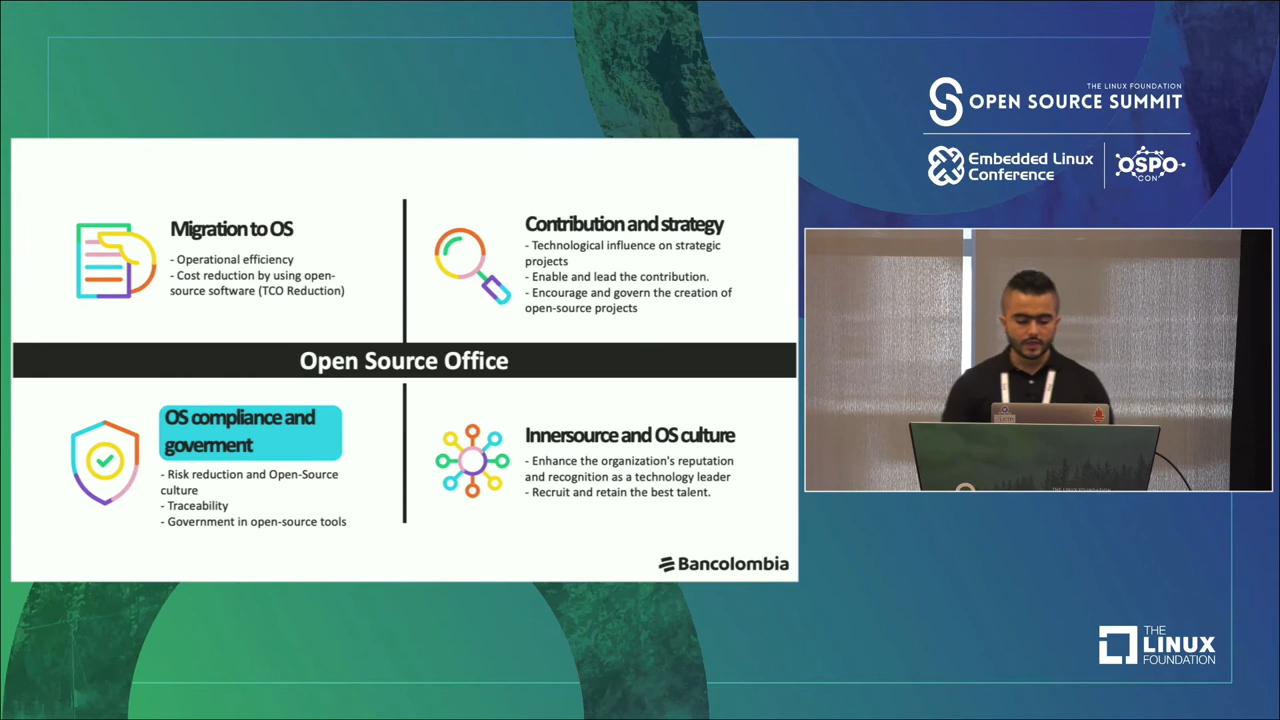 THE LINUX FOUNDATION
OPEN SOURCE SUMMIT
Embedded Linux
Conference
OSPO
CON
Migration to OS
- Operational efficiency
- Cost reduction by using open-
source software (TCO Reduction)
Contribution and strategy
- Technological influence on strategic
projects
- Enable and lead the contribution.
- Encourage and govern the creation of
open-source projects
Open Source Office
OS compliance and
goverment
- Risk reduction and Open-Source
culture
- Traceability
- Government in open-source tools
Innersource and OS culture
- Enhance the organization's reputation
and recognition as a technology leader
- Recruit and retain the best talent.
Bancolombia
THE LINUX FOUNDATION
THE
LINUX
FOUNDATION